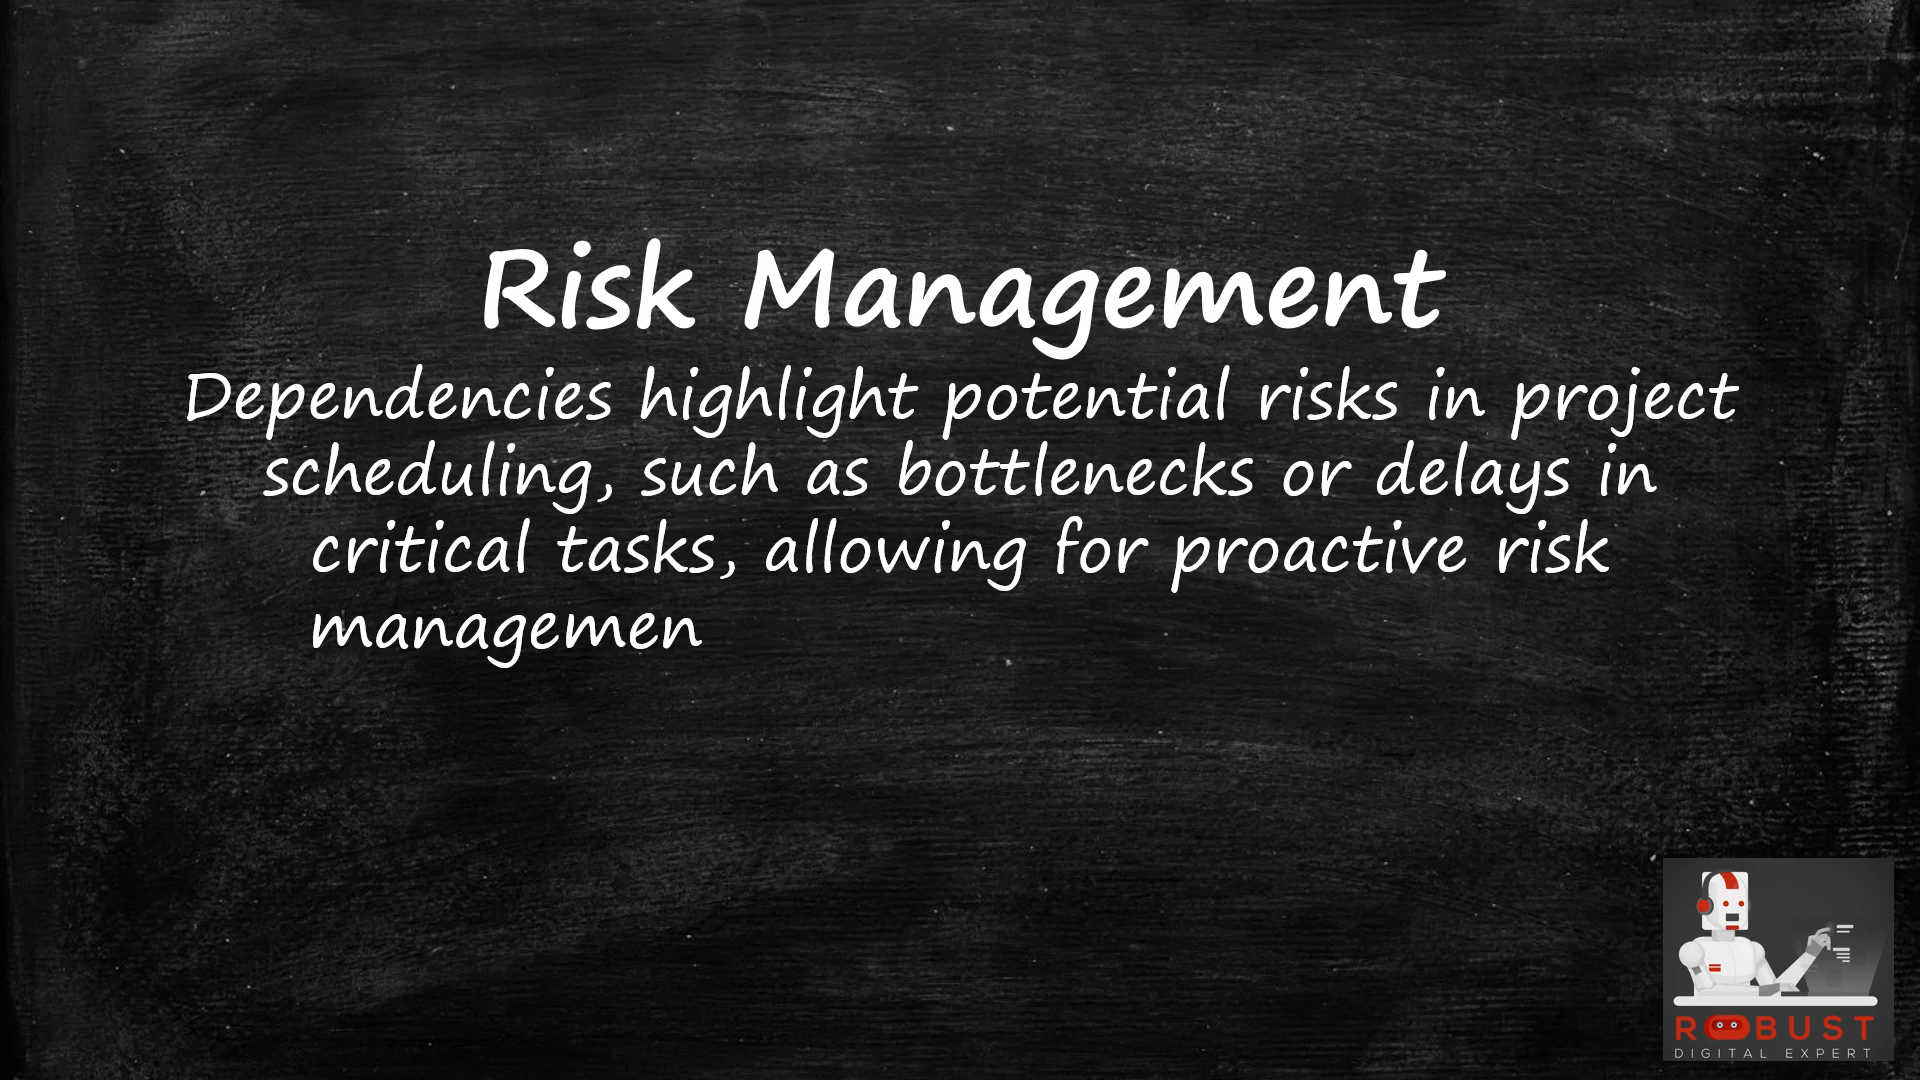 Risk Management
Dependencies highlight potential risks in project
scheduling, such as bottlenecks or delays in
critical tasks, allowing for proactive risk
managemen
ROBUST
DIGITAL EXPERT